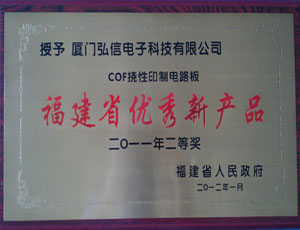 授予 厦门弘信电子科技有限公司
COF挠性印制电路板
福建省优秀新产品
二〇一一年二等奖
福建省人民政府
二〇一二年一月